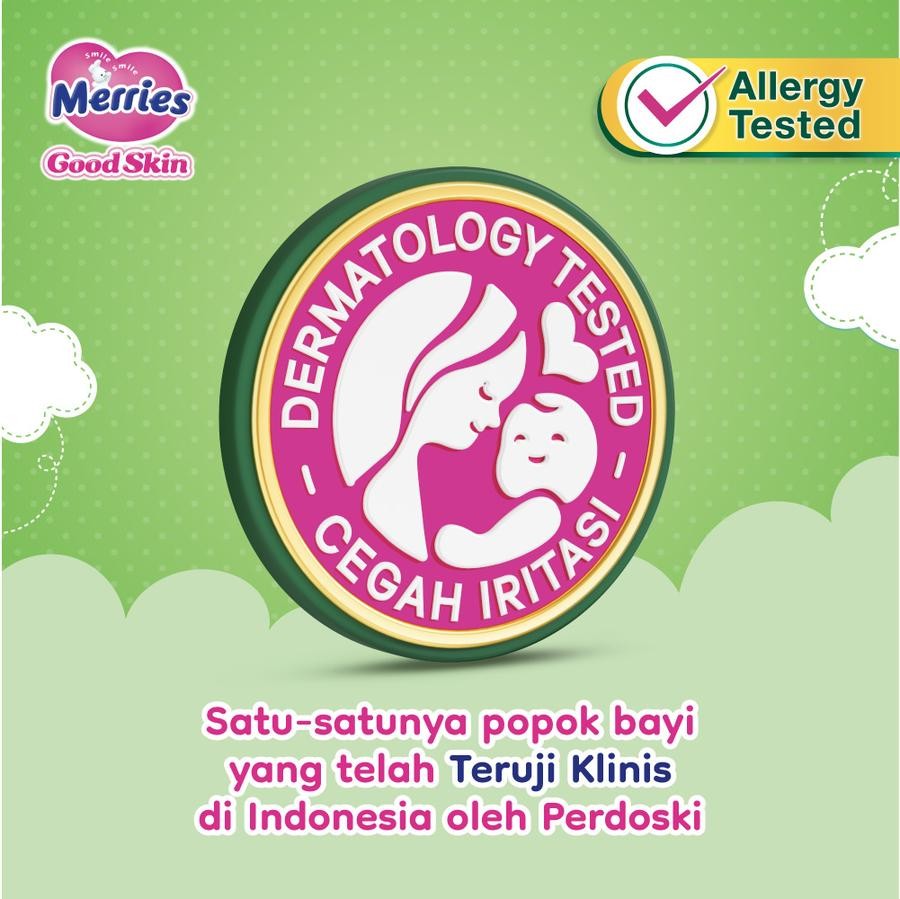 smile smile
Merries
Good Skin
Allergy
Tested
DERMATOLOGY TESTED
- CEGAH IRITASI -
Satu-satunya popok bayi
yang telah Teruji Klinis
di Indonesia oleh Perdoski